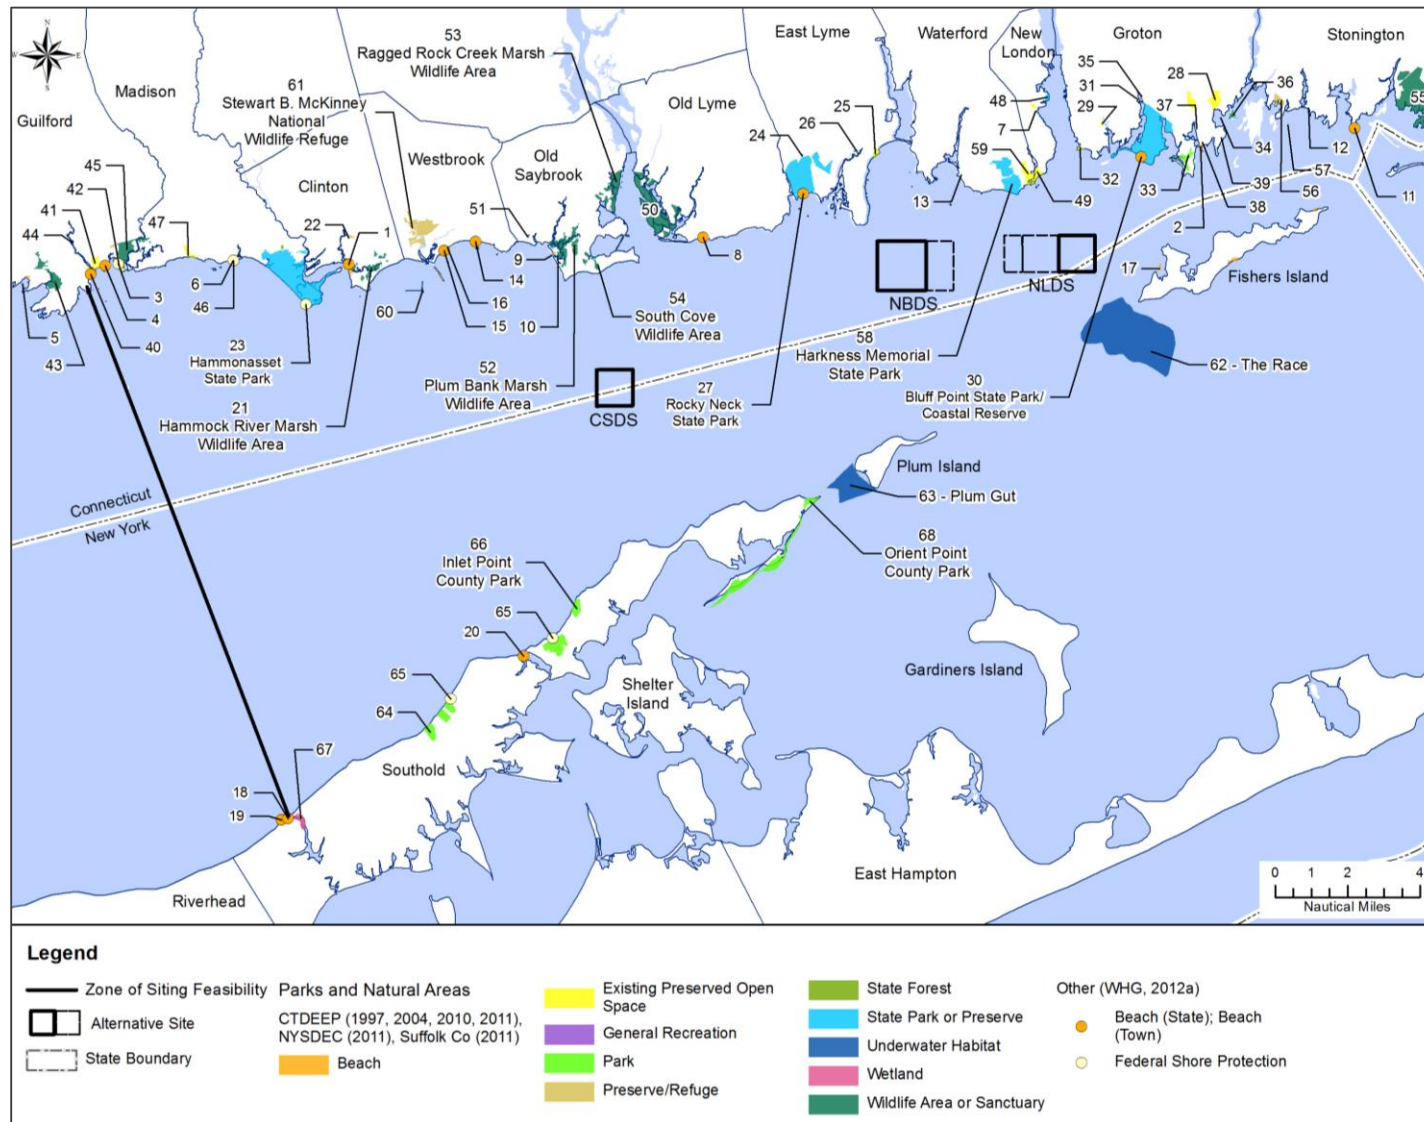 N
W
E
S
53
Ragged Rock Creek Marsh
Wildlife Area
East Lyme
Waterford
New
London
Groton
Stonington
Madison
61
Stewart B. McKinney
National
Wildlife Refuge
Guilford
Old Lyme
Westbrook
Old
Saybrook
Clinton
35
31
28
36
55
48
29
37
25
26
24
7
59
34
12
57
45
42
41
44
47
22
1
51
50
9
8
13
49
32
33
39
38
56
11
2
17
Fishers Island
6
46
3
4
40
5
43
60
16
14
15
10
54
South Cove
Wildlife Area
NBDS
NLDS
23
Hammonasset
State Park
52
Plum Bank Marsh
Wildlife Area
58
Harkness Memorial
State Park
62 - The Race
21
Hammock River Marsh
Wildlife Area
CSDS
27
Rocky Neck
State Park
30
Bluff Point State Park/
Coastal Reserve
Plum Island
63 - Plum Gut
Connecticut
New York
68
Orient Point
County Park
66
Inlet Point
County Park
65
20
Gardiners Island
65
Shelter
Island
64
67
Southold
18
19
East Hampton
Riverhead
0 1 2 4
Nautical Miles
Legend
Zone of Siting Feasibility
Alternative Site
State Boundary
Parks and Natural Areas
CTDEEP (1997, 2004, 2010, 2011),
NYSDEC (2011), Suffolk Co (2011)
Beach
Existing Preserved Open
Space
General Recreation
Park
Preserve/Refuge
State Forest
State Park or Preserve
Underwater Habitat
Wetland
Wildlife Area or Sanctuary
Other (WHG, 2012a)
Beach (State); Beach
(Town)
Federal Shore Protection